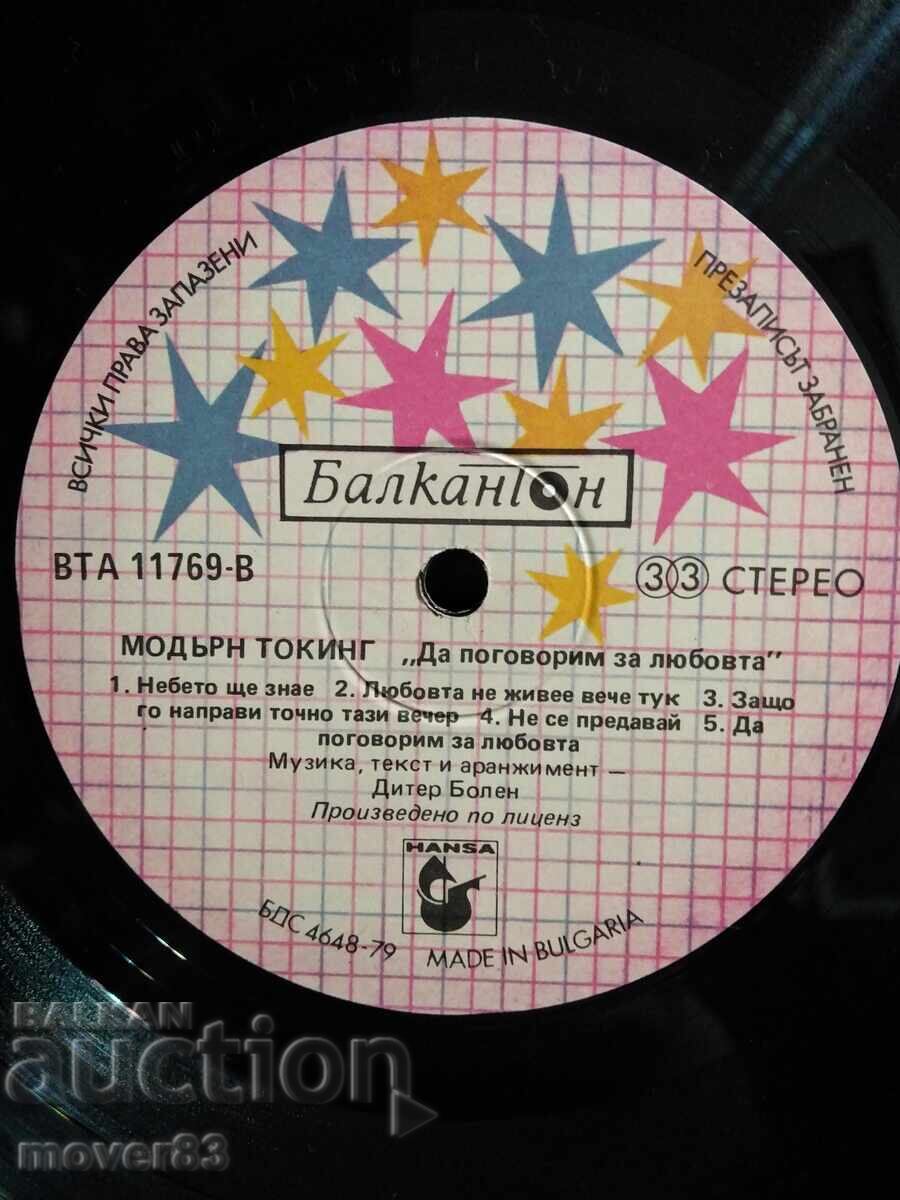 ВСИЧКИ ПРАВА ЗАПАЗЕНИ
ПРЕЗАПИСЪТ ЗАБРАНЕН
Балкантон
ВТА 11769-В
33 СТЕРЕО
МОДЪРН ТОКИНГ „Да поговорим за любовта"
1. Небето ще знае 2. Любовта не живее вече тук 3. Защо
го направи точно тази вечер 4. Не се предавай 5. Да
поговорим за любовта
Музика, текст и аранжимент —
Дитер Болен
Произведено по лиценз
HANSA
БДС 4648-79 MADE IN BULGARIA
BALKAN
auction
mover83